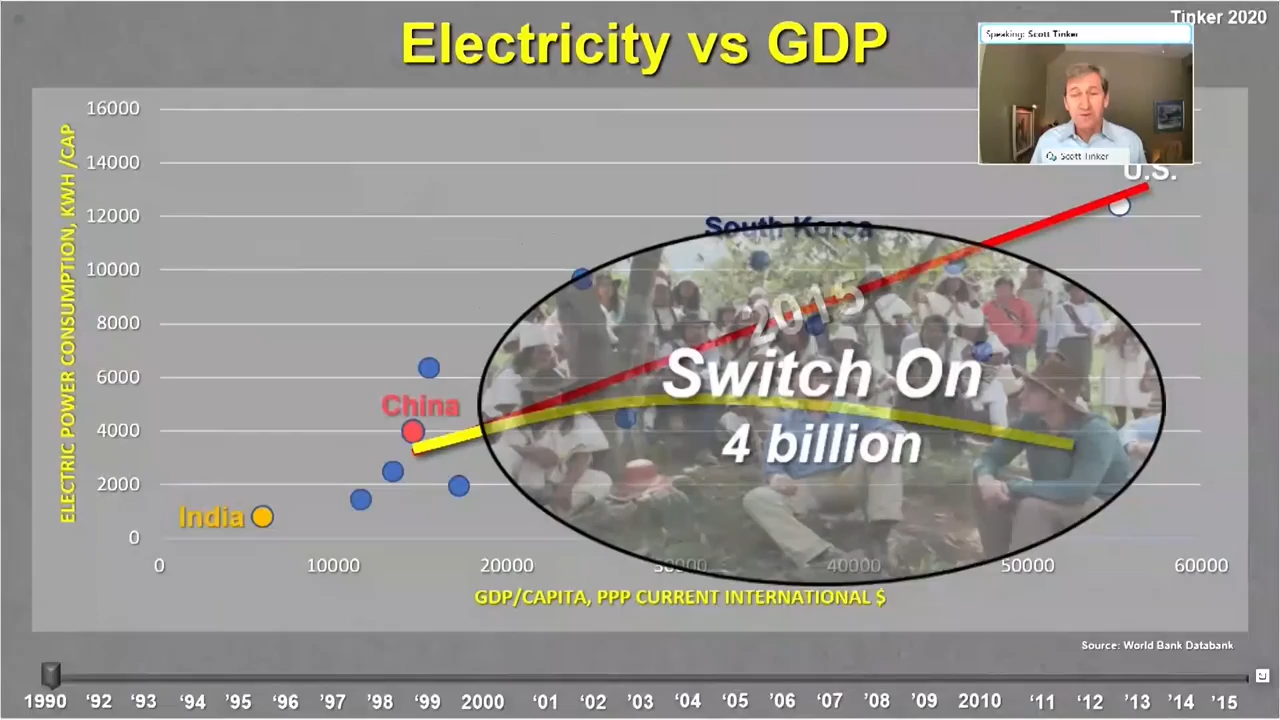 Tinker 2020
Electricity vs GDP
Speaking: Scott Tinker
Scott Tinker
ELECTRIC POWER CONSUMPTION, KWH /CAP
16000
14000
12000
10000
8000
6000
4000
2000
0
U.S.
South Korea
2015
Switch On
4 billion
China
India
0 10000 20000 30000 40000 50000 60000
GDP/CAPITA, PPP CURRENT INTERNATIONAL $
Source: World Bank Databank
1990 ‘92 ‘93 ‘94 ‘95 ‘96 ‘97 ‘98 ‘99 2000 ‘01 ‘02 ‘03 ‘04 ‘05 ‘06 ‘07 ‘08 ‘09 2010 ‘11 ‘12 ‘13 ‘14 ‘15